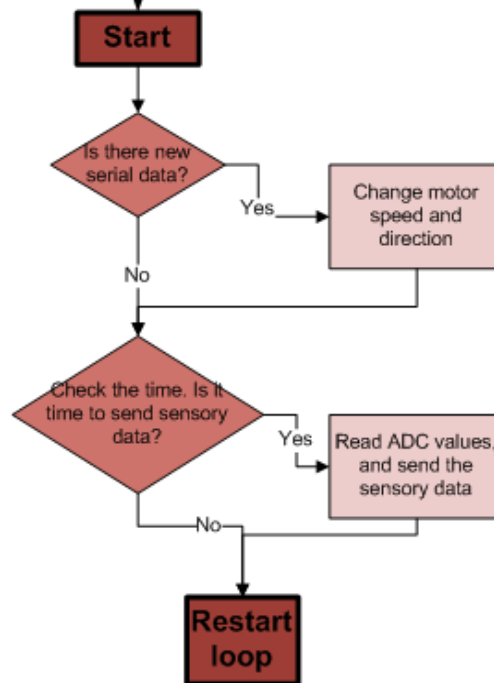 Start
Is there new
serial data?
Yes
Change motor
speed and
direction
No
Check the time. Is it
time to send sensory
data?
Yes
Read ADC values,
and send the
sensory data
No
Restart
loop